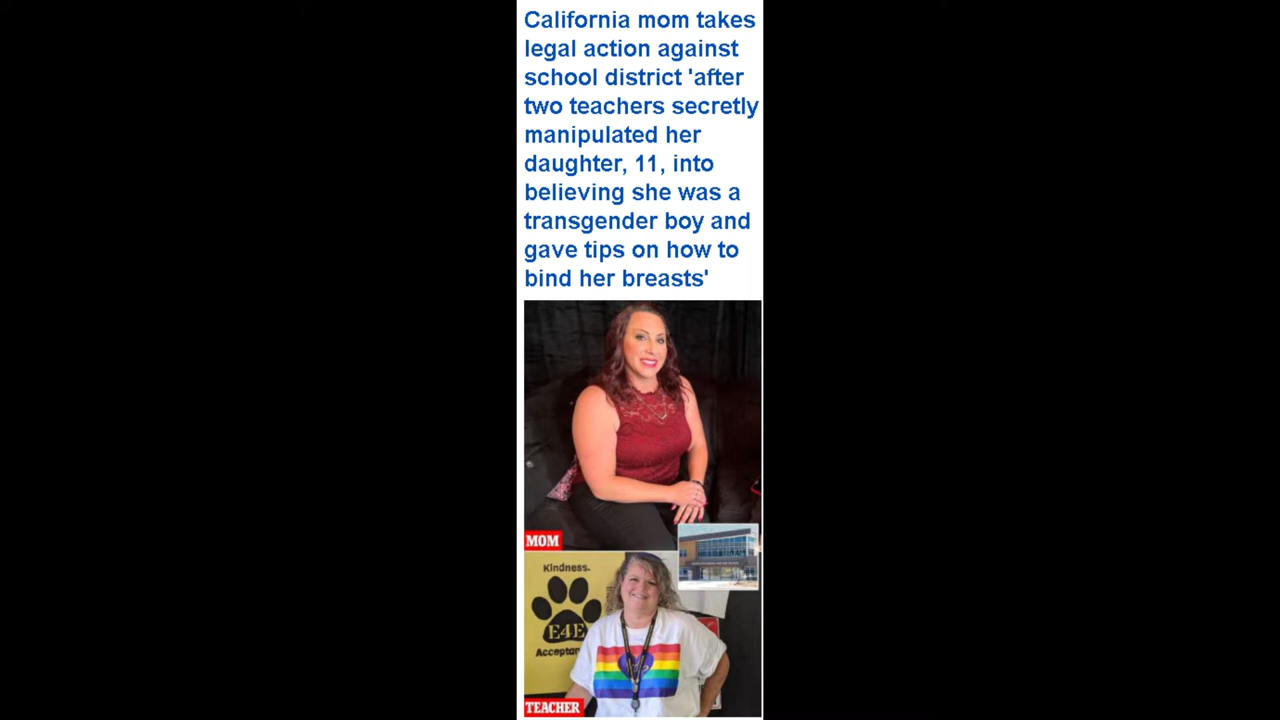 California mom takes
legal action against
school district 'after
two teachers secretly
manipulated her
daughter, 11, into
believing she was a
transgender boy and
gave tips on how to
bind her breasts'
MOM
Kindness.
E4E
Accep
TEACHER